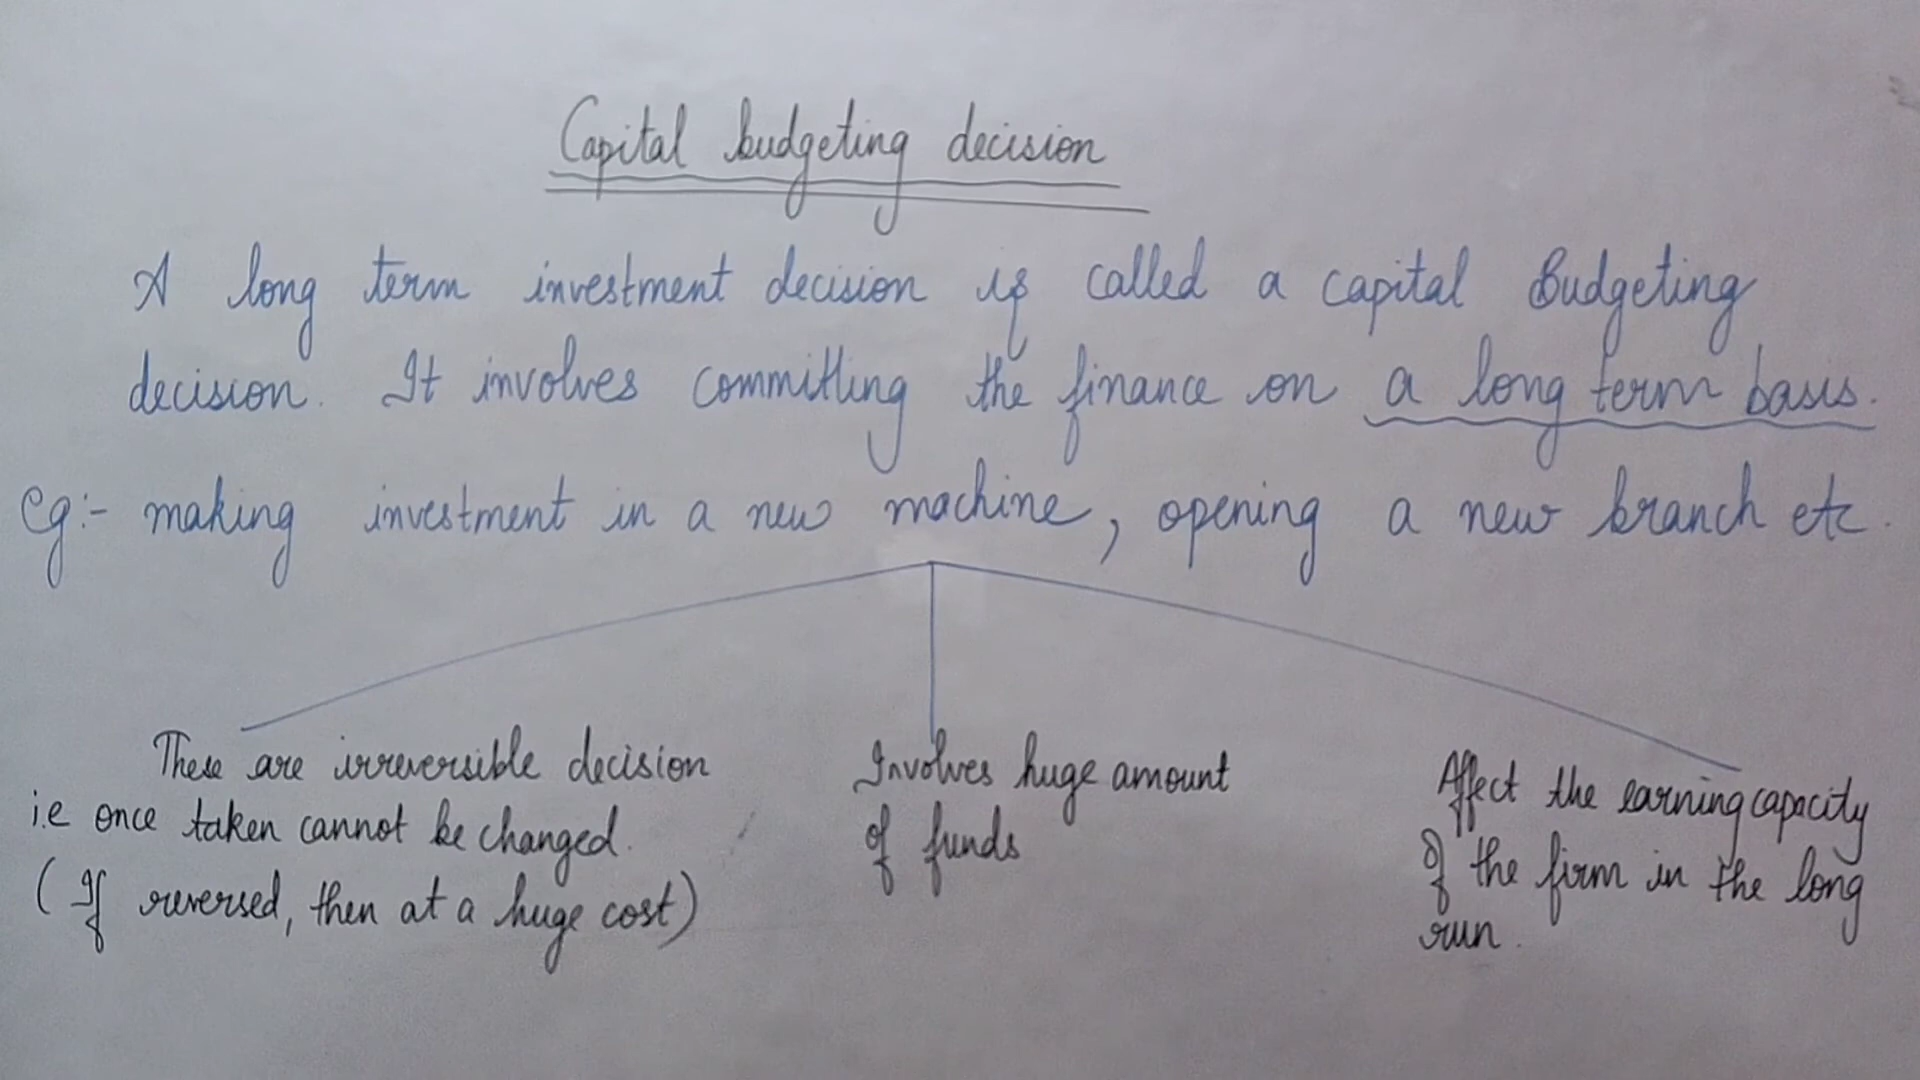 Capital budgeting decision
A long term investment decision is called a capital Budgeting
decision. It involves committing the finance on a long term basis.
eg:- making investment in a new machine, opening a new branch etc.
These are irreversible decision
i.e once taken cannot be changed.
(If reversed, then at a huge cost)
Involves huge amount
of funds
Affect the earning capacity
of the firm in the long
run.